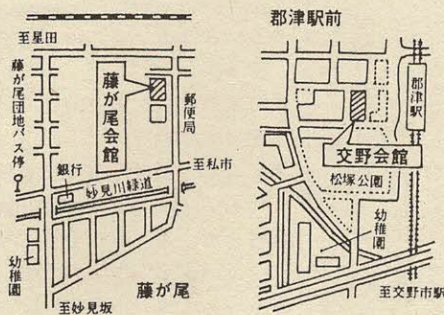 至星田
藤が尾団地バス停
藤が尾会館
郵便局
至私市
銀行
妙見川緑道
幼稚園
藤が尾
至妙見坂
郡津駅前
郡津駅
交野会館
松塚公園
幼稚園
至交野市駅